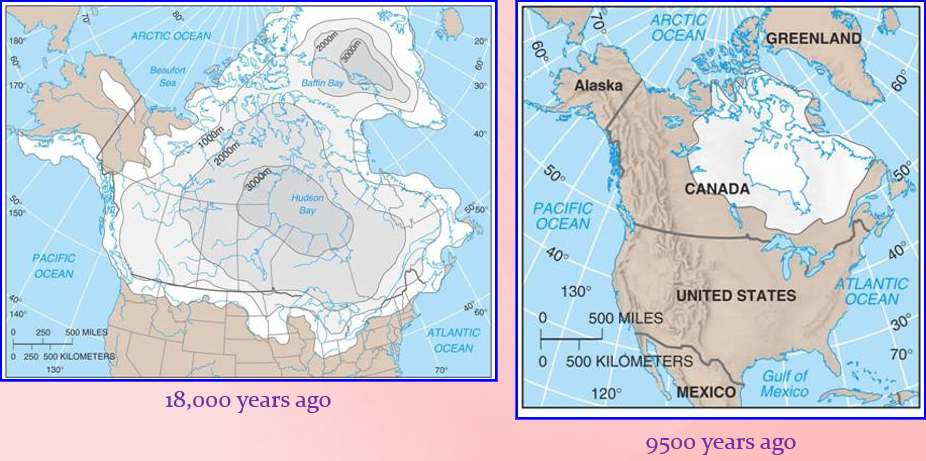 180°
70°
80°
ARCTIC OCEAN
2000m
3000m
20°
60°
Beaufort
Sea
Baffin Bay
60°
170°
30°
1000m
2000m
40°
3000m
Hudson
Bay
50°
150°
50°
50°
PACIFIC
OCEAN
40°
140°
40°
60°
0 250 500 MILES
0 250 500 KILOMETERS
ATLANTIC
OCEAN
130°
70°
18,000 years ago
60°
70°
ARCTIC
OCEAN
GREENLAND
Alaska
60°
50°
CANADA
50°
PACIFIC
OCEAN
40°
40°
130°
UNITED STATES
ATLANTIC
OCEAN
0 500 MILES
30°
0 500 KILOMETERS
70°
Gulf of
Mexico
120°
MEXICO
9500 years ago